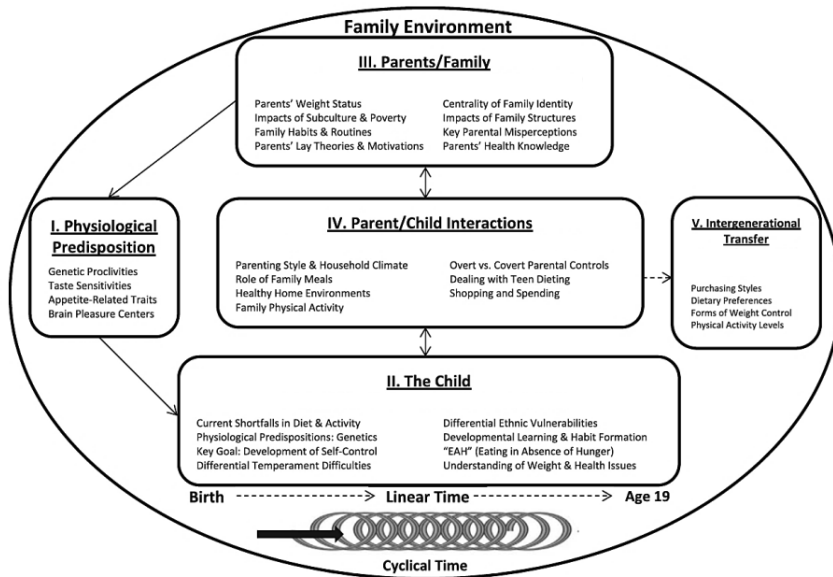 Family Environment
III. Parents/Family
Parents' Weight Status
Impacts of Subculture & Poverty
Family Habits & Routines
Parents' Lay Theories & Motivations
Centrality of Family Identity
Impacts of Family Structures
Key Parental Misperceptions
Parents' Health Knowledge
I. Physiological
Predisposition
Genetic Proclivities
Taste Sensitivities
Appetite-Related Traits
Brain Pleasure Centers
IV. Parent/Child Interactions
Parenting Style & Household Climate
Role of Family Meals
Healthy Home Environments
Family Physical Activity
Overt vs. Covert Parental Controls
Dealing with Teen Dieting
Shopping and Spending
V. Intergenerational
Transfer
Purchasing Styles
Dietary Preferences
Forms of Weight Control
Physical Activity Levels
II. The Child
Current Shortfalls in Diet & Activity
Physiological Predispositions: Genetics
Key Goal: Development of Self-Control
Differential Temperament Difficulties
Differential Ethnic Vulnerabilities
Developmental Learning & Habit Formation
"EAH" (Eating in Absence of Hunger)
Understanding of Weight & Health Issues
Birth
Linear Time
Age 19
Cyclical Time